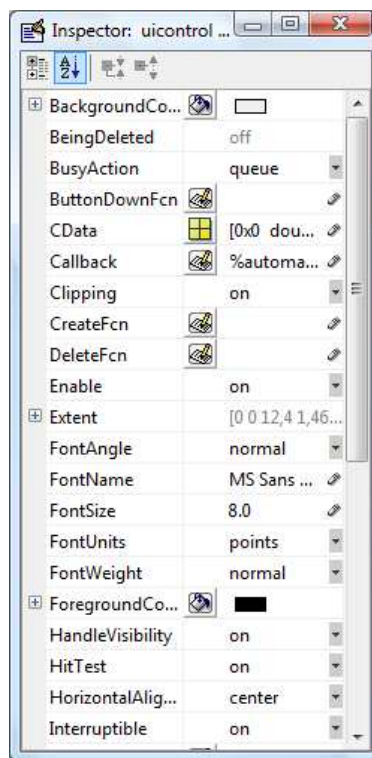 Inspector: uicontrol ...
BackgroundCo...
BeingDeleted off
BusyAction queue
ButtonDownFcn
CData [0x0 dou...
Callback %automa...
Clipping on
CreateFcn
DeleteFcn
Enable on
Extent [0 0 12,4 1,46...
FontAngle normal
FontName MS Sans ...
FontSize 8.0
FontUnits points
FontWeight normal
ForegroundCo...
HandleVisibility on
HitTest on
HorizontalAlig... center
Interruptible on